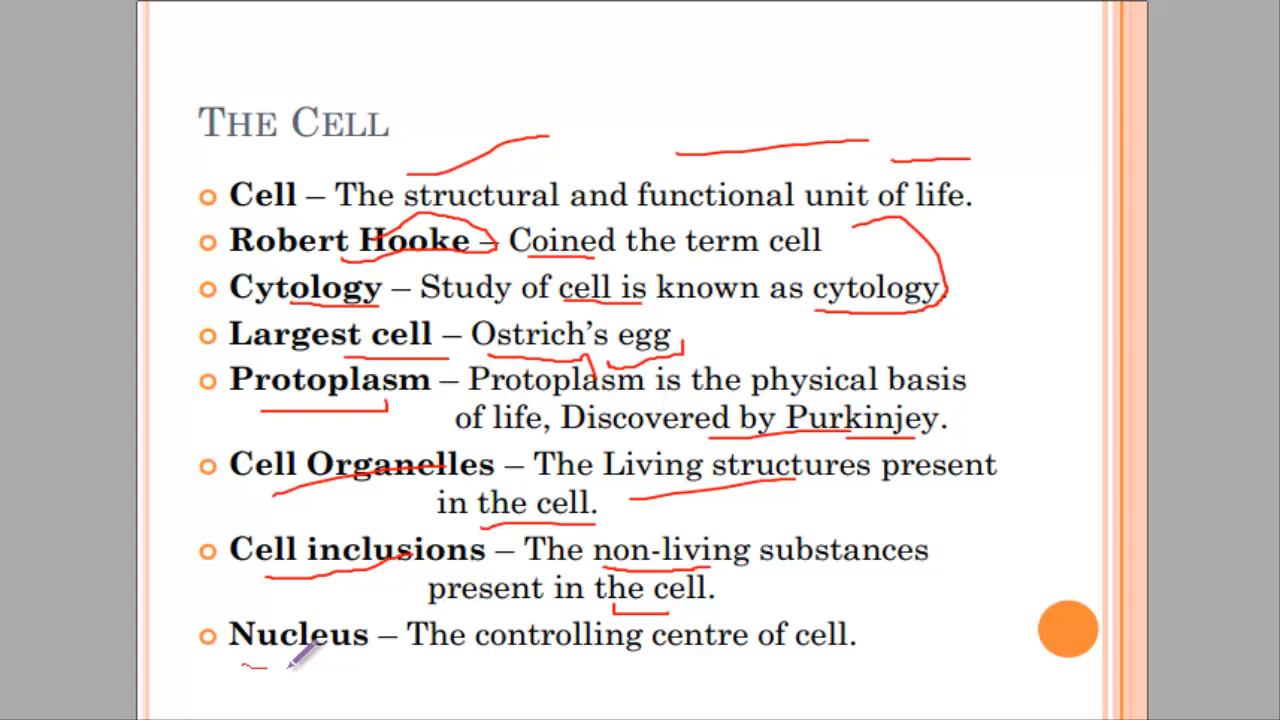 THE CELL
Cell – The structural and functional unit of life.
Robert Hooke – Coined the term cell
Cytology – Study of cell is known as cytology.
Largest cell – Ostrich's egg
Protoplasm – Protoplasm is the physical basis
of life, Discovered by Purkinjey.
Cell Organelles – The Living structures present
in the cell.
Cell inclusions – The non-living substances
present in the cell.
Nucleus – The controlling centre of cell.